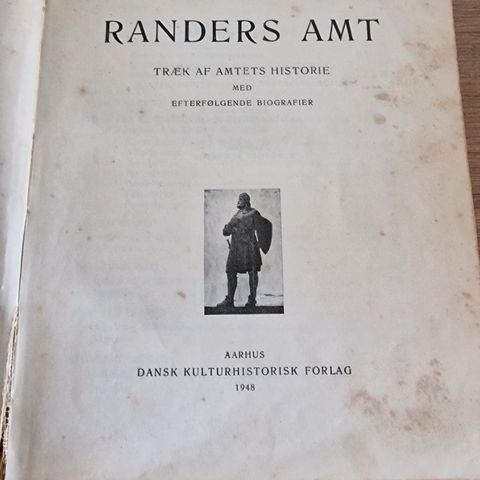 RANDERS AMT
TRÆK AF AMTETS HISTORIE
MED
EFTERFØLGENDE BIOGRAFIER
AARHUS
DANSK KULTURHISTORISK FORLAG
1948